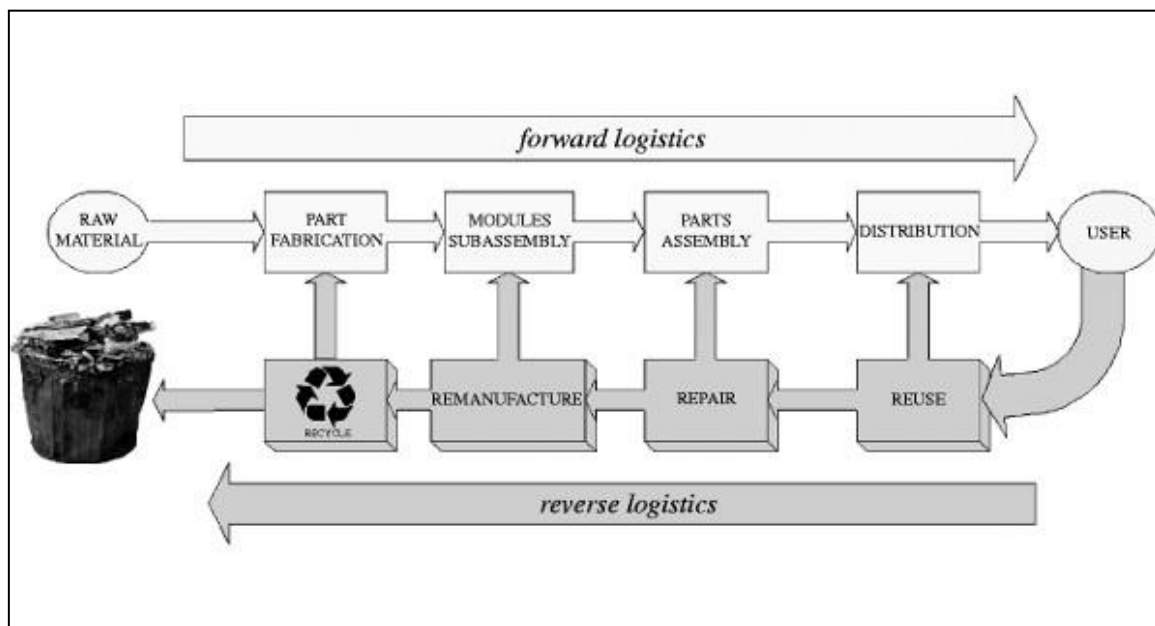 forward logistics
RAW
MATERIAL
PART
FABRICATION
MODULES
SUBASSEMBLY
PARTS
ASSEMBLY
DISTRIBUTION
USER
RECYCLE
REMANUFACTURE
REPAIR
REUSE
reverse logistics